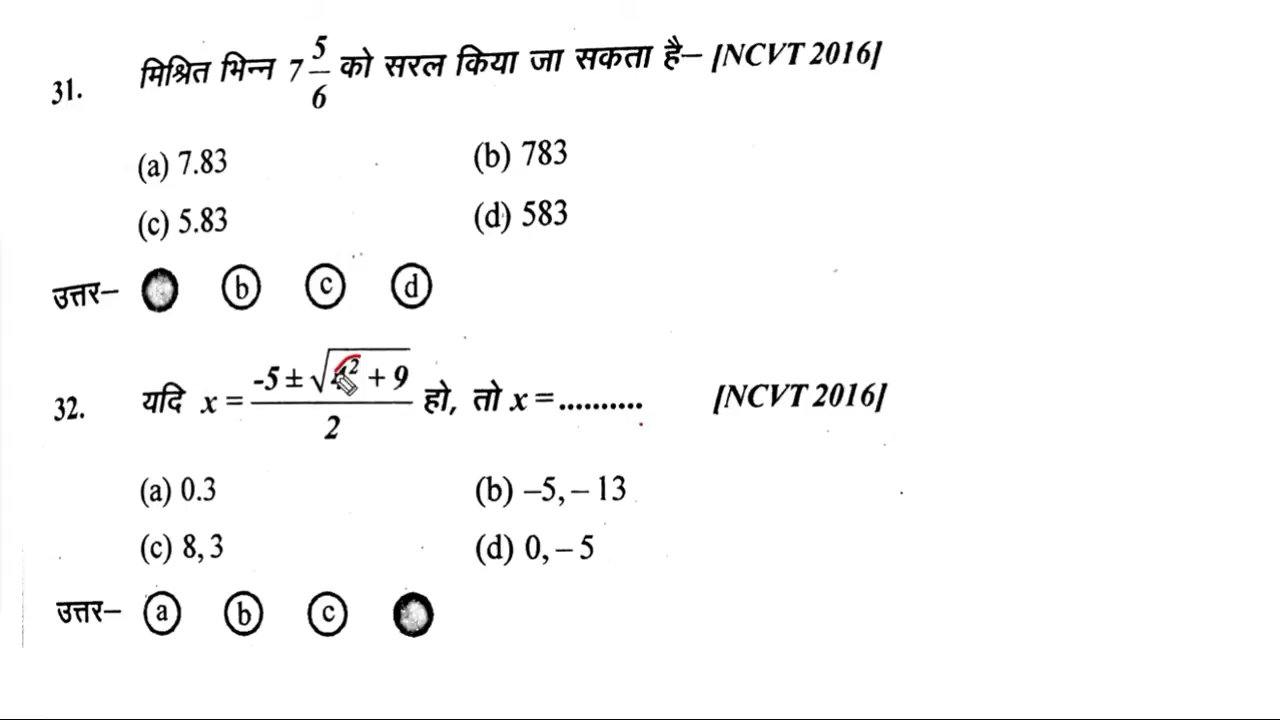 31. मिश्रित भिन्न 7 5/6 को सरल किया जा सकता है– [NCVT 2016]
(a) 7.83 (b) 783
(c) 5.83 (d) 583
उत्तर– b c d
32. यदि x = (-5 ± √(4² + 9))/2 हो, तो x = .......... [NCVT 2016]
(a) 0.3 (b) –5, – 13
(c) 8, 3 (d) 0, – 5
उत्तर– a b c